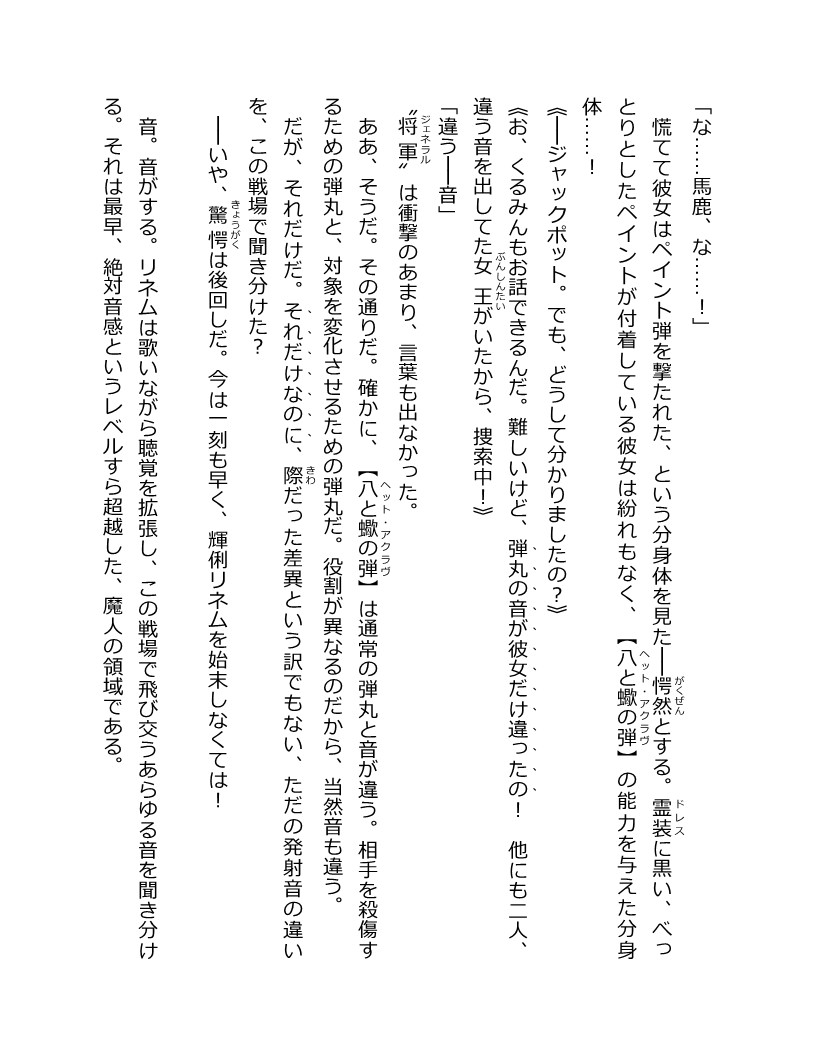 「な……馬鹿、な……！」
慌てて彼女はペイント弾を撃たれた、という分身体を見た──愕然とする。霊装に黒い、べっ
とりとしたペイントが付着している彼女は紛れもなく、【八と蠍の弾】の能力を与えた分身
体……！
《──ジャックポット。でも、どうして分かりましたの？》
《お、くるみんもお話できるんだ。難しいけど、弾丸の音が彼女だけ違ったの！　他にも二人、
違う音を出してた女王がいたから、捜索中！》
「違う──音」
〝将軍〟は衝撃のあまり、言葉も出なかった。
ああ、そうだ。その通りだ。確かに、【八と蠍の弾】は通常の弾丸と音が違う。相手を殺傷す
るための弾丸と、対象を変化させるための弾丸だ。役割が異なるのだから、当然音も違う。
だが、それだけだ。それだけなのに、際だった差異という訳でもない、ただの発射音の違い
を、この戦場で聞き分けた？
──いや、驚愕は後回しだ。今は一刻も早く、輝俐リネムを始末しなくては！
音。音がする。リネムは歌いながら聴覚を拡張し、この戦場で飛び交うあらゆる音を聞き分け
る。それは最早、絶対音感というレベルすら超越した、魔人の領域である。